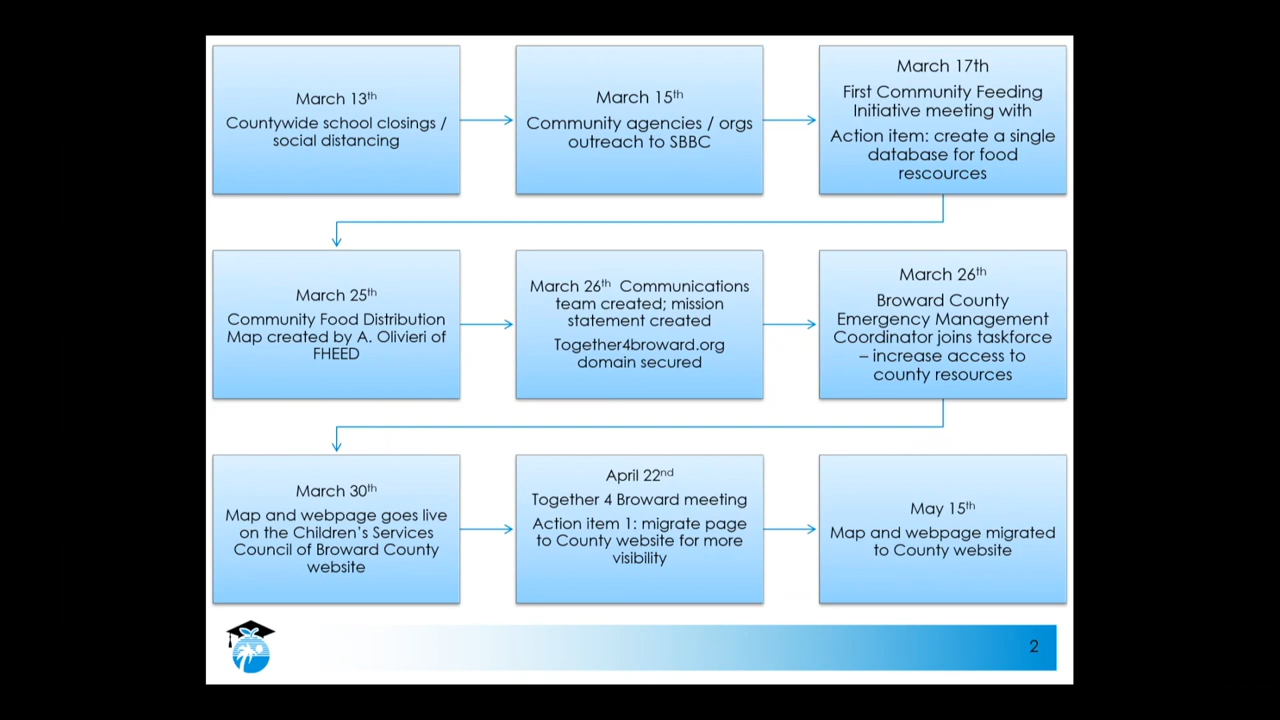 March 13th
Countywide school closings /
social distancing
March 15th
Community agencies / orgs
outreach to SBBC
March 17th
First Community Feeding
Initiative meeting with
Action item: create a single
database for food
rescources
March 25th
Community Food Distribution
Map created by A. Olivieri of
FHEED
March 26th Communications
team created; mission
statement created
Together4broward.org
domain secured
March 26th
Broward County
Emergency Management
Coordinator joins taskforce
– increase access to
county resources
March 30th
Map and webpage goes live
on the Children’s Services
Council of Broward County
website
April 22nd
Together 4 Broward meeting
Action item 1: migrate page
to County website for more
visibility
May 15th
Map and webpage migrated
to County website
2